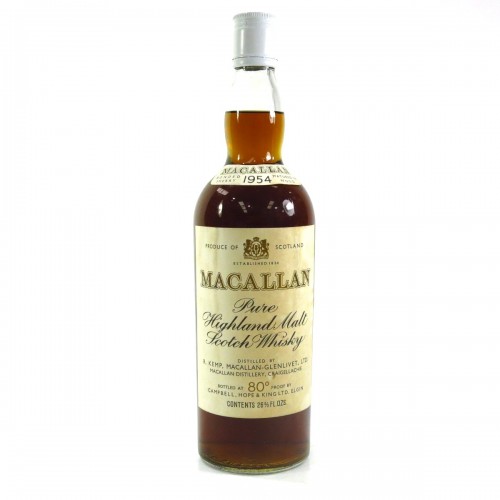 MACALLAN
1954
PRODUCE OF SCOTLAND
ESTABLISHED 1824
MACALLAN
Pure
Highland Malt
Scotch Whisky
DISTILLED BY
R. KEMP, MACALLAN-GLENLIVET, LTD
MACALLAN DISTILLERY, CRAIGELLACHIE
BOTTLED AT 80° PROOF BY
CAMPBELL, HOPE & KING LTD, ELGIN
CONTENTS 26⅔ FL.OZS.